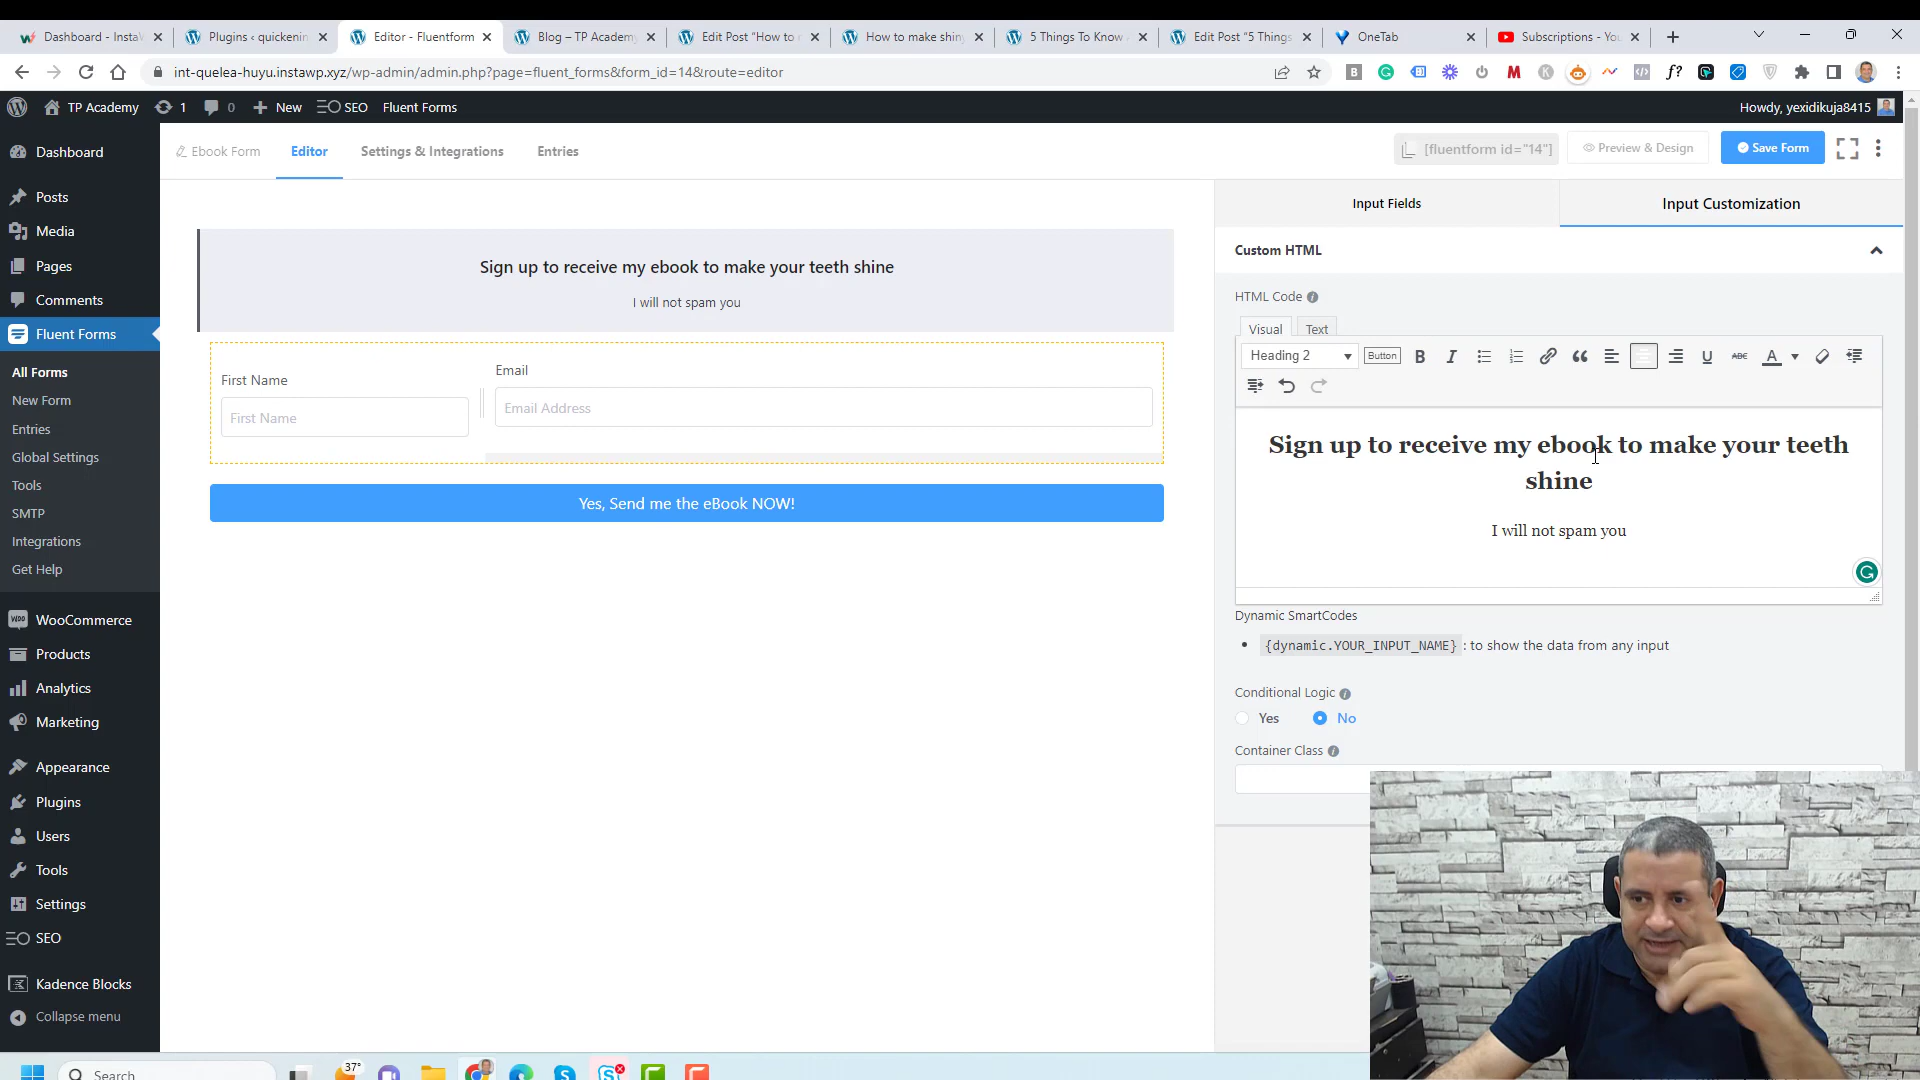 Dashboard - InstaW
Plugins ‹ quickenin
Editor - Fluentform
Blog – TP Academy
Edit Post "How to
How to make shiny
5 Things To Know
Edit Post "5 Things
OneTab
Subscriptions - You
int-quelea-huyu.instawp.xyz/wp-admin/admin.php?page=fluent_forms&form_id=14&route=editor
TP Academy 1 0 New SEO Fluent Forms
Howdy, yexidikuja8415
Dashboard
Posts
Media
Pages
Comments
Fluent Forms
All Forms
New Form
Entries
Global Settings
Tools
SMTP
Integrations
Get Help
WooCommerce
Products
Analytics
Marketing
Appearance
Plugins
Users
Tools
Settings
SEO
Kadence Blocks
Collapse menu
Ebook Form
Editor
Settings & Integrations
Entries
[fluentform id="14"]
Preview & Design
Save Form
Sign up to receive my ebook to make your teeth shine
I will not spam you
First Name
First Name
Email
Email Address
Yes, Send me the eBook NOW!
Input Fields
Input Customization
Custom HTML
HTML Code
Visual Text
Heading 2
Button
B I U ABC A
Sign up to receive my ebook to make your teeth
shine
I will not spam you
Dynamic SmartCodes
{dynamic.YOUR_INPUT_NAME} : to show the data from any input
Conditional Logic
Yes No
Container Class
Search
37°